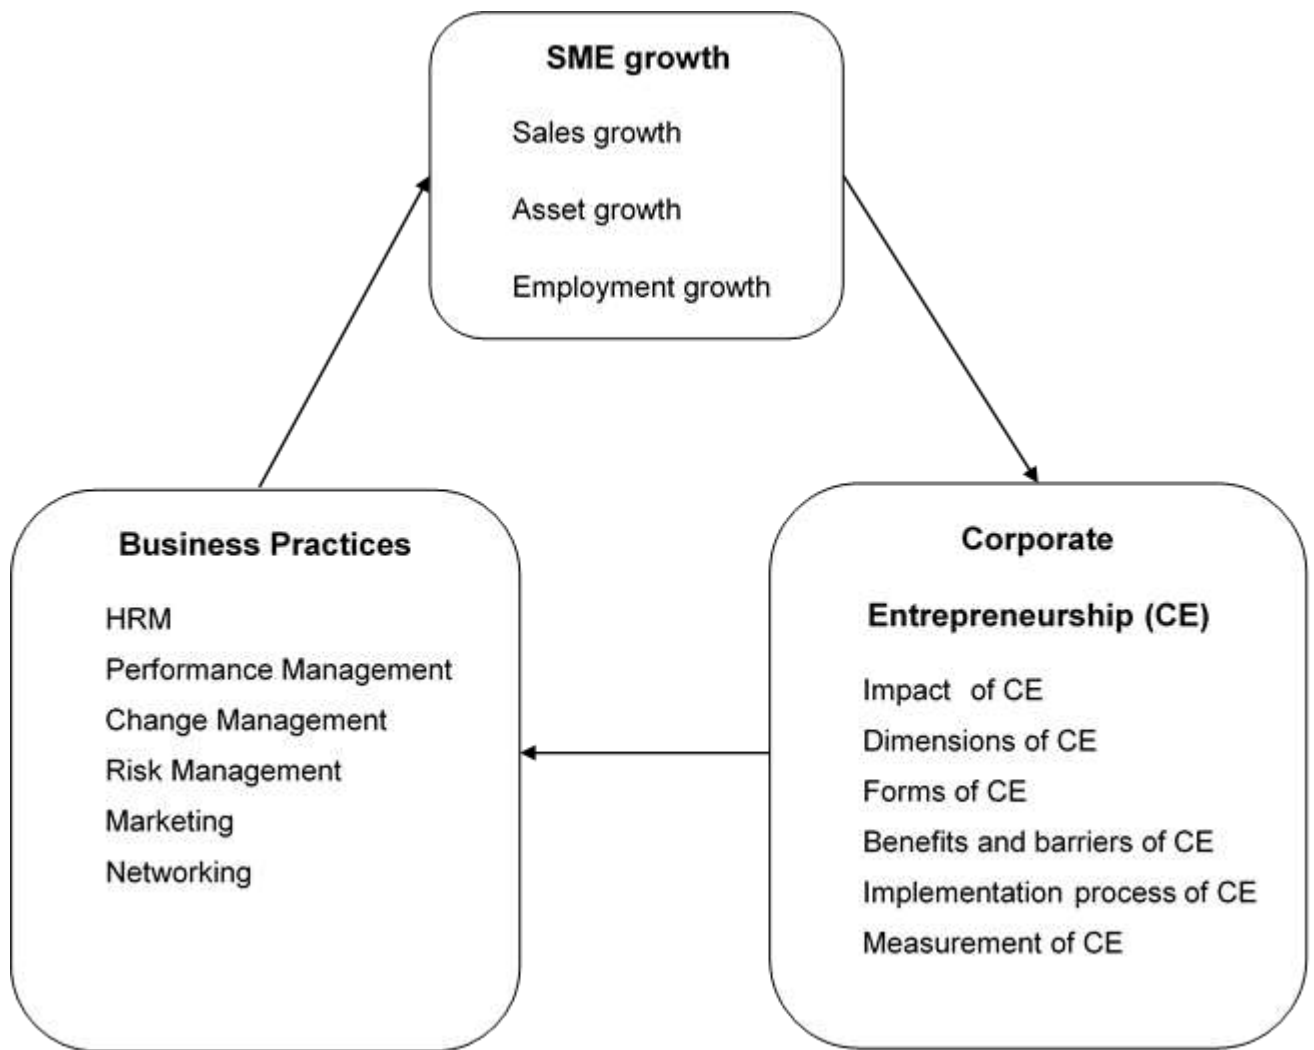 SME growth
Sales growth
Asset growth
Employment growth
Business Practices
HRM
Performance Management
Change Management
Risk Management
Marketing
Networking
Corporate
Entrepreneurship (CE)
Impact of CE
Dimensions of CE
Forms of CE
Benefits and barriers of CE
Implementation process of CE
Measurement of CE